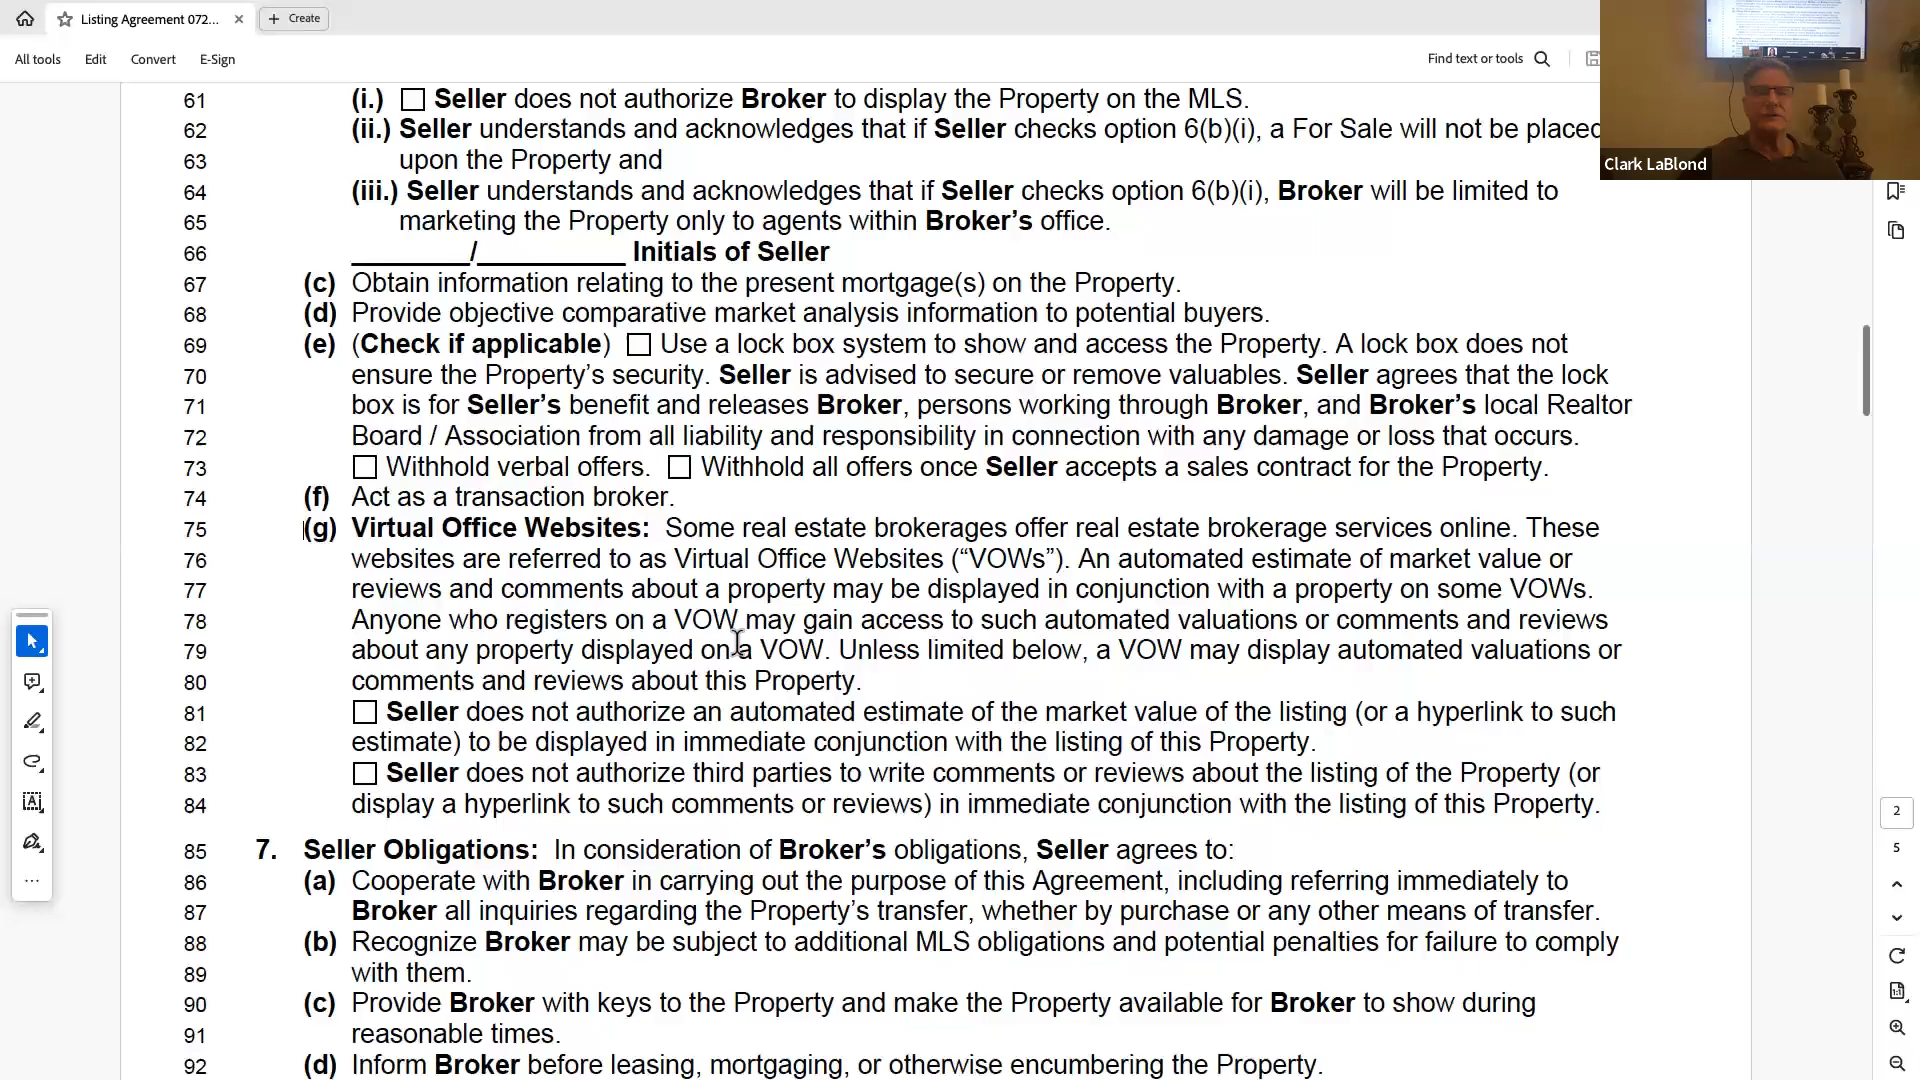 Listing Agreement 072...
Create
All tools Edit Convert E-Sign
Find text or tools
Clark LaBlond
61 (i.) Seller does not authorize Broker to display the Property on the MLS.
62 (ii.) Seller understands and acknowledges that if Seller checks option 6(b)(i), a For Sale will not be placed
63 upon the Property and
64 (iii.) Seller understands and acknowledges that if Seller checks option 6(b)(i), Broker will be limited to
65 marketing the Property only to agents within Broker's office.
66 ________/__________ Initials of Seller
67 (c) Obtain information relating to the present mortgage(s) on the Property.
68 (d) Provide objective comparative market analysis information to potential buyers.
69 (e) (Check if applicable) Use a lock box system to show and access the Property. A lock box does not
70 ensure the Property's security. Seller is advised to secure or remove valuables. Seller agrees that the lock
71 box is for Seller's benefit and releases Broker, persons working through Broker, and Broker's local Realtor
72 Board / Association from all liability and responsibility in connection with any damage or loss that occurs.
73 Withhold verbal offers. Withhold all offers once Seller accepts a sales contract for the Property.
74 (f) Act as a transaction broker.
75 (g) Virtual Office Websites: Some real estate brokerages offer real estate brokerage services online. These
76 websites are referred to as Virtual Office Websites (“VOWs”). An automated estimate of market value or
77 reviews and comments about a property may be displayed in conjunction with a property on some VOWs.
78 Anyone who registers on a VOW may gain access to such automated valuations or comments and reviews
79 about any property displayed on a VOW. Unless limited below, a VOW may display automated valuations or
80 comments and reviews about this Property.
81 Seller does not authorize an automated estimate of the market value of the listing (or a hyperlink to such
82 estimate) to be displayed in immediate conjunction with the listing of this Property.
83 Seller does not authorize third parties to write comments or reviews about the listing of the Property (or
84 display a hyperlink to such comments or reviews) in immediate conjunction with the listing of this Property.
85 7. Seller Obligations: In consideration of Broker's obligations, Seller agrees to:
86 (a) Cooperate with Broker in carrying out the purpose of this Agreement, including referring immediately to
87 Broker all inquiries regarding the Property's transfer, whether by purchase or any other means of transfer.
88 (b) Recognize Broker may be subject to additional MLS obligations and potential penalties for failure to comply
89 with them.
90 (c) Provide Broker with keys to the Property and make the Property available for Broker to show during
91 reasonable times.
92 (d) Inform Broker before leasing, mortgaging, or otherwise encumbering the Property.
2
5